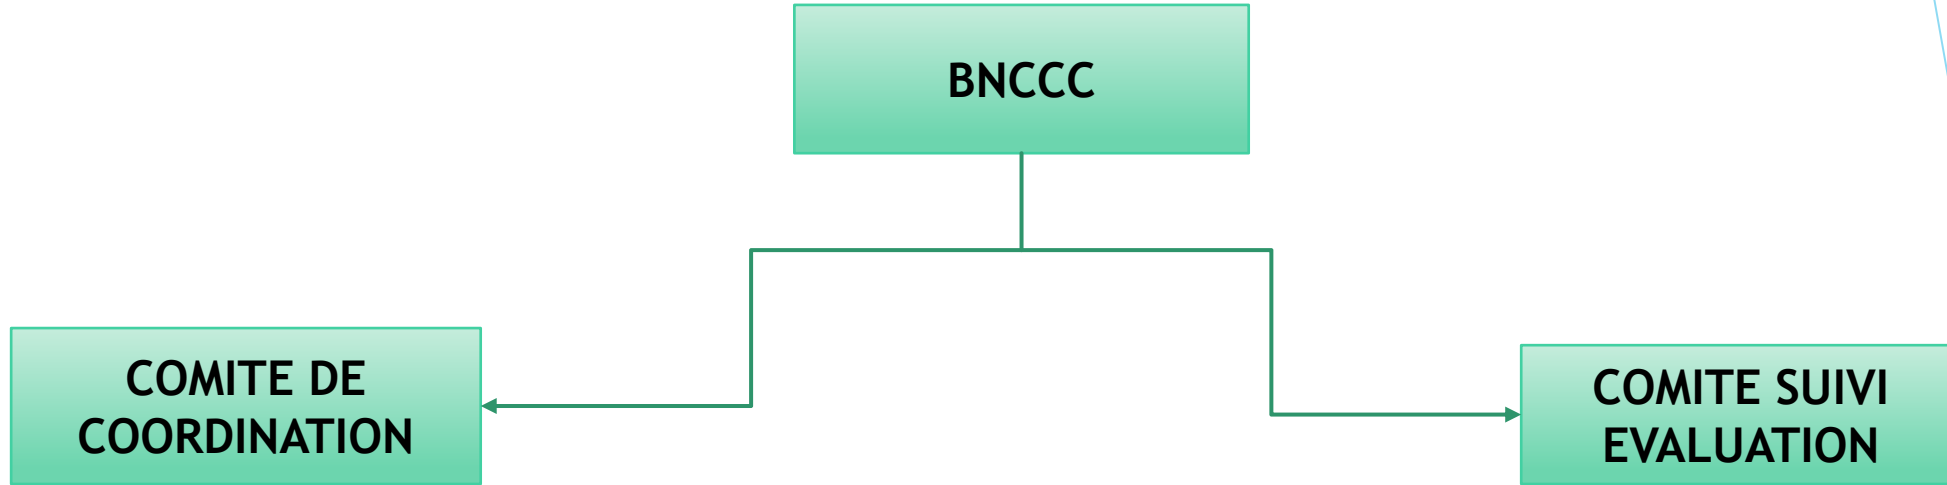 BNCCC
COMITE DE
COORDINATION
COMITE SUIVI
EVALUATION